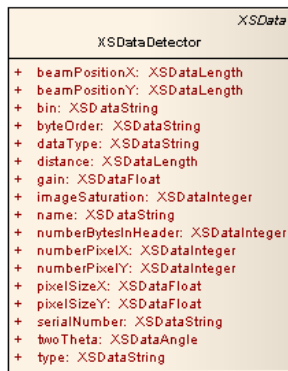 XSData
XSDataDetector
+ beamPositionX: XSDataLength
+ beamPositionY: XSDataLength
+ bin: XSDataString
+ byteOrder: XSDataString
+ dataType: XSDataString
+ distance: XSDataLength
+ gain: XSDataFloat
+ imageSaturation: XSDataInteger
+ name: XSDataString
+ numberBytesInHeader: XSDataInteger
+ numberPixelX: XSDataInteger
+ numberPixelY: XSDataInteger
+ pixelSizeX: XSDataFloat
+ pixelSizeY: XSDataFloat
+ serialNumber: XSDataString
+ twoTheta: XSDataAngle
+ type: XSDataString